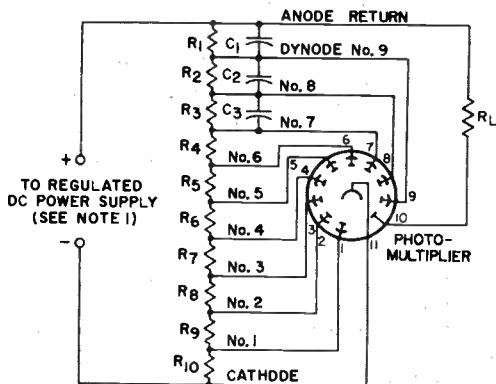 ANODE RETURN
R1
C1
DYNODE No. 9
R2
C2
No. 8
R3
C3
No. 7
R4
No. 6
R5
No. 5
R6
No. 4
R7
No. 3
R8
No. 2
R9
No. 1
R10
CATHODE
+
TO REGULATED
DC POWER SUPPLY
(SEE NOTE 1)
−
1
2
3
4
5
6
7
8
9
10
11
RL
PHOTO-
MULTIPLIER